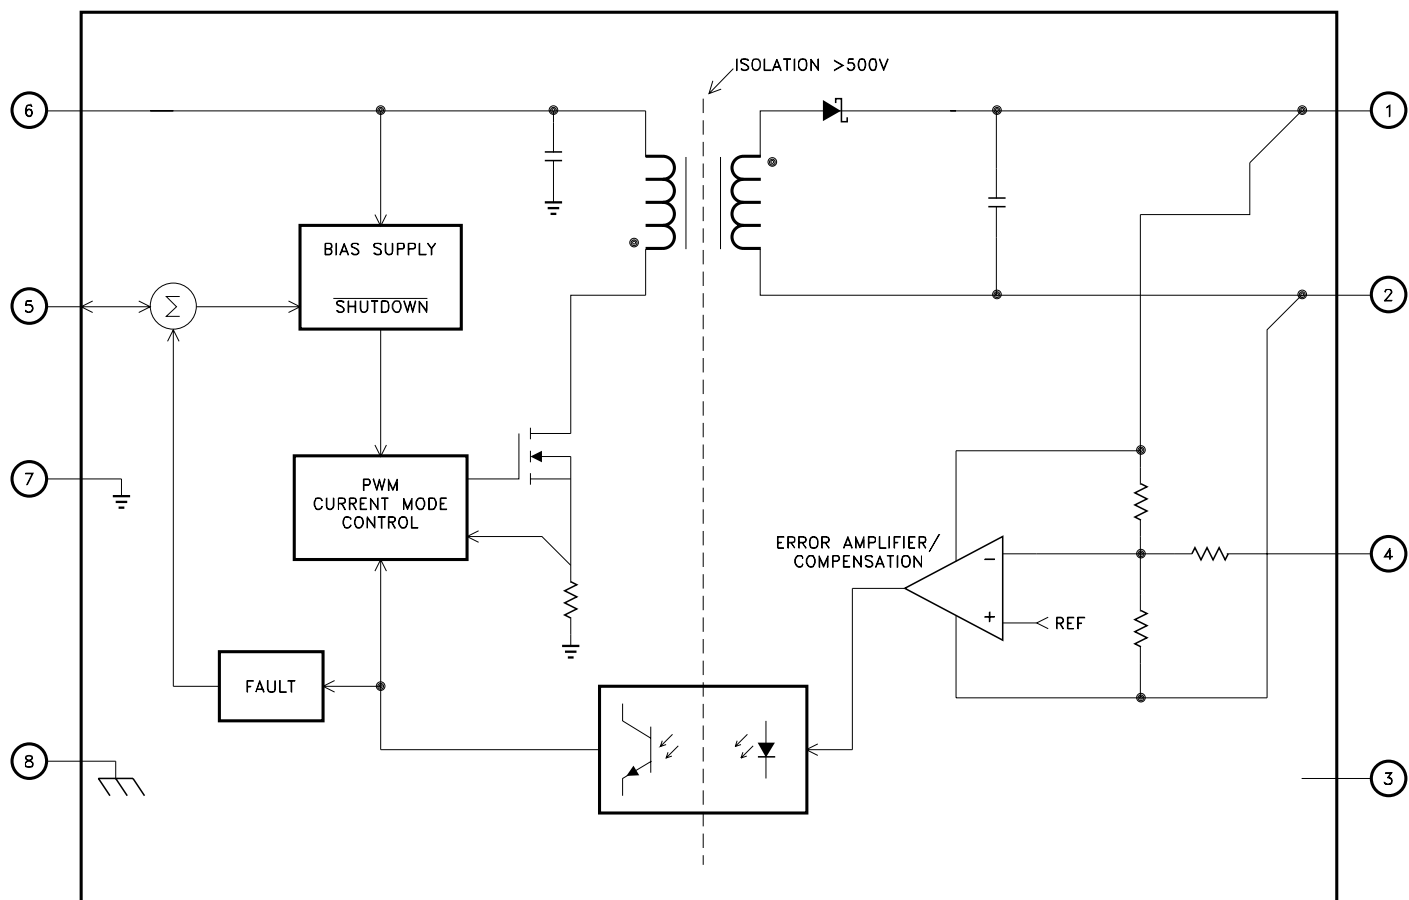 ISOLATION >500V
6
1
BIAS SUPPLY
SHUTDOWN
5
Σ
2
7
PWM
CURRENT MODE
CONTROL
ERROR AMPLIFIER/
COMPENSATION
−
4
+
REF
FAULT
8
3